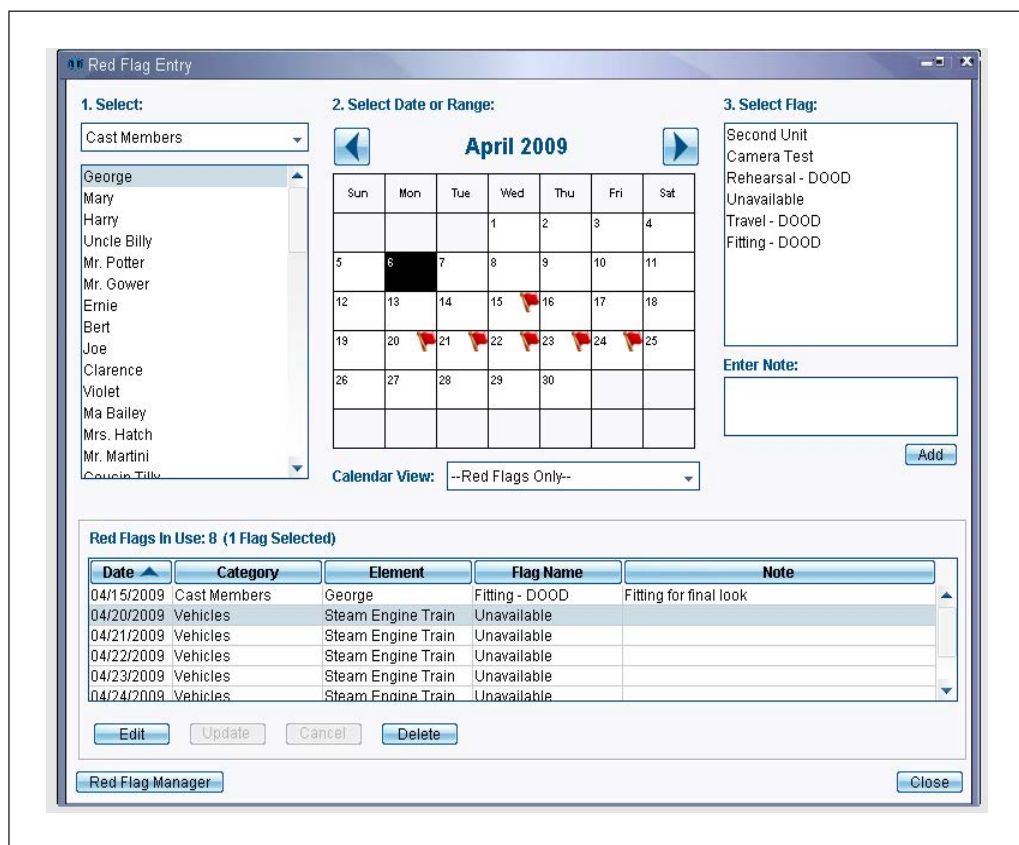 Red Flag Entry
1. Select:
Cast Members
George
Mary
Harry
Uncle Billy
Mr. Potter
Mr. Gower
Ernie
Bert
Joe
Clarence
Violet
Ma Bailey
Mrs. Hatch
Mr. Martini
Cousin Tilly
2. Select Date or Range:
April 2009
Sun Mon Tue Wed Thu Fri Sat
1 2 3 4
5 6 7 8 9 10 11
12 13 14 15 16 17 18
19 20 21 22 23 24 25
26 27 28 29 30
Calendar View: --Red Flags Only--
3. Select Flag:
Second Unit
Camera Test
Rehearsal - DOOD
Unavailable
Travel - DOOD
Fitting - DOOD
Enter Note:
Add
Red Flags In Use: 8 (1 Flag Selected)
Date Category Element Flag Name Note
04/15/2009 Cast Members George Fitting - DOOD Fitting for final look
04/20/2009 Vehicles Steam Engine Train Unavailable
04/21/2009 Vehicles Steam Engine Train Unavailable
04/22/2009 Vehicles Steam Engine Train Unavailable
04/23/2009 Vehicles Steam Engine Train Unavailable
04/24/2009 Vehicles Steam Engine Train Unavailable
Edit Update Cancel Delete
Red Flag Manager Close